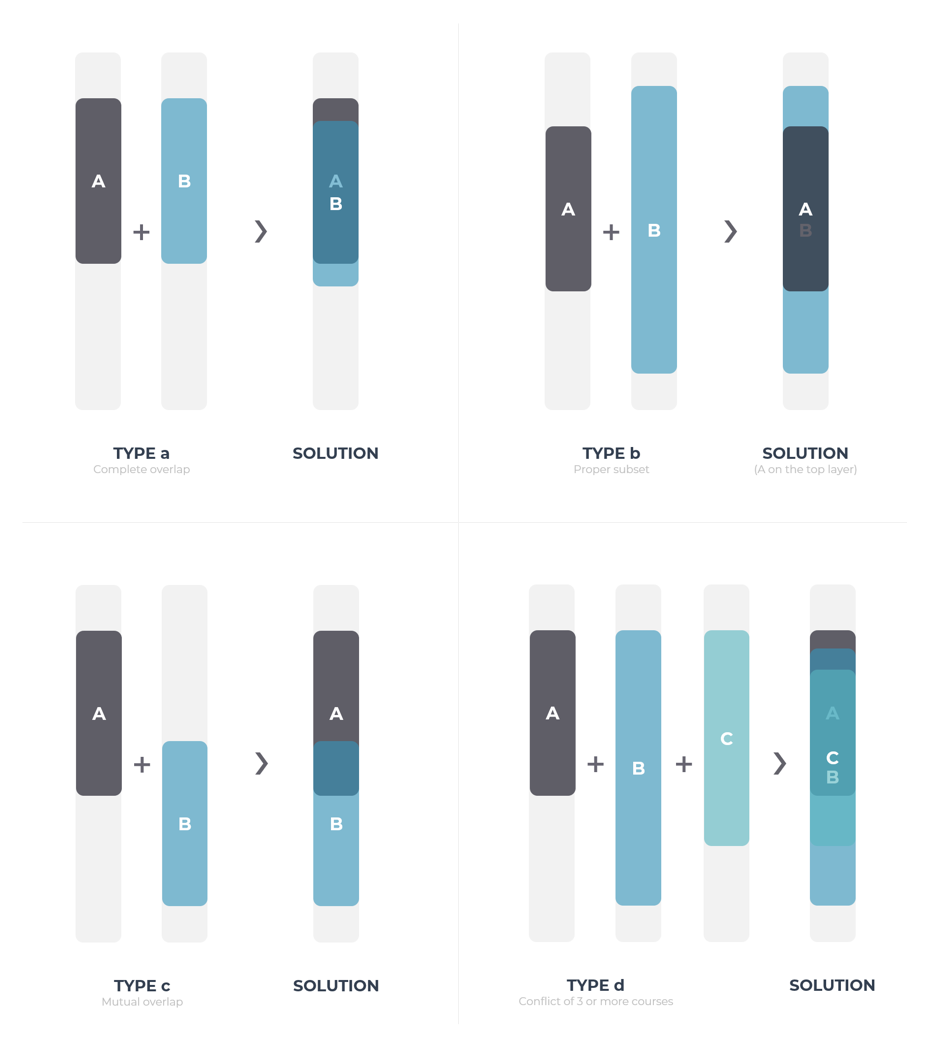 A
+
B
›
A
B
TYPE a
Complete overlap
SOLUTION
A
+
B
›
A
B
TYPE b
Proper subset
SOLUTION
(A on the top layer)
A
+
B
›
A
B
TYPE c
Mutual overlap
SOLUTION
A
+
B
+
C
›
A
C
B
TYPE d
Conflict of 3 or more courses
SOLUTION